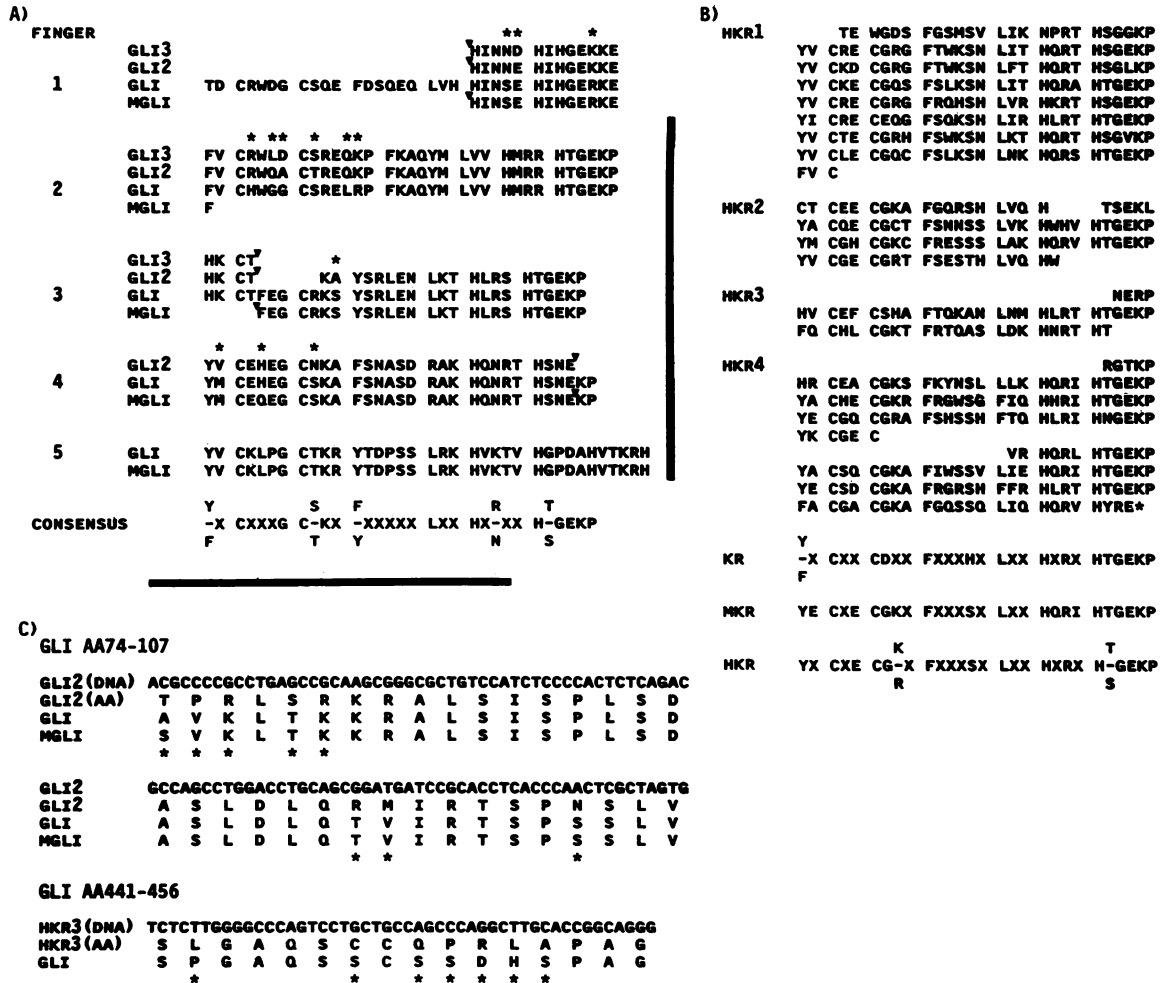 A)
FINGER
** *
GLI3 HINND HIHGEKKE
GLI2 HINNE HIHGEKKE
1 GLI TD CRWDG CSQE FDSQEQ LVH HINSE HIHGERKE
MGLI HINSE HIHGERKE
* ** * **
GLI3 FV CRWLD CSREQKP FKAQYM LVV HMRR HTGEKP
GLI2 FV CRWQA CTREQKP FKAQYM LVV HMRR HTGEKP
2 GLI FV CHWGG CSRELRP FKAQYM LVV HMRR HTGEKP
MGLI F
GLI3 HK CT *
GLI2 HK CT KA YSRLEN LKT HLRS HTGEKP
3 GLI HK CTFEG CRKS YSRLEN LKT HLRS HTGEKP
MGLI FEG CRKS YSRLEN LKT HLRS HTGEKP
* * *
GLI2 YV CEHEG CNKA FSNASD RAK HQNRT HSNE
4 GLI YM CEHEG CSKA FSNASD RAK HQNRT HSNEKP
MGLI YM CEQEG CSKA FSNASD RAK HQNRT HSNEKP
5 GLI YV CKLPG CTKR YTDPSS LRK HVKTV HGPDAHVTKRH
MGLI YV CKLPG CTKR YTDPSS LRK HVKTV HGPDAHVTKRH
Y S F R T
CONSENSUS -X CXXXG C-KX -XXXXX LXX HX-XX H-GEKP
F T Y N S
B)
HKR1 TE WGDS FGSMSV LIK NPRT HSGGKP
YV CRE CGRG FTWKSN LIT HQRT HSGEKP
YV CKD CGRG FTWKSN LFT HQRT HSGLKP
YV CKE CGQS FSLKSN LIT HQRA HTGEKP
YV CRE CGRG FRQHSH LVR HKRT HSGEKP
YI CRE CEQG FSQKSH LIR HLRT HTGEKP
YV CTE CGRH FSWKSN LKT HQRT HSGVKP
YV CLE CGQC FSLKSN LNK HQRS HTGEKP
FV C
HKR2 CT CEE CGKA FGQRSH LVQ H TSEKL
YA CQE CGCT FSNNSS LVK HWHV HTGEKP
YM CGH CGKC FRESSS LAK HQRV HTGEKP
YV CGE CGRT FSESTH LVQ HW
HKR3 NERP
HV CEF CSHA FTQKAN LNM HLRT HTGEKP
FQ CHL CGKT FRTQAS LDK HNRT HT
HKR4 RGTKP
HR CEA CGKS FKYNSL LLK HQRI HTGEKP
YA CHE CGKR FRGWSG FIQ HHRI HTGEKP
YE CGQ CGRA FSHSSH FTQ HLRI HNGEKP
YK CGE C
VR HQRL HTGEKP
YA CSQ CGKA FIWSSV LIE HQRI HTGEKP
YE CSD CGKA FRGRSH FFR HLRT HTGEKP
FA CGA CGKA FGQSSQ LIQ HQRV HYRE*
Y
KR -X CXX CDXX FXXXHX LXX HXRX HTGEKP
F
MKR YE CXE CGKX FXXXSX LXX HQRI HTGEKP
K T
HKR YX CXE CG-X FXXXSX LXX HXRX H-GEKP
R S
C)
GLI AA74-107
GLI2(DNA) ACGCCCCGCCTGAGCCGCAAGCGGGCGCTGTCCATCTCCCCACTCTCAGAC
GLI2(AA) T P R L S R K R A L S I S P L S D
GLI A V K L T K K R A L S I S P L S D
MGLI S V K L T K K R A L S I S P L S D
* * * * *
GLI2 GCCAGCCTGGACCTGCAGCGGATGATCCGCACCTCACCCAACTCGCTAGTG
GLI2 A S L D L Q R M I R T S P N S L V
GLI A S L D L Q T V I R T S P S S L V
MGLI A S L D L Q T V I R T S P S S L V
* * *
GLI AA441-456
HKR3(DNA) TCTCTTGGGGCCCAGTCCTGCTGCCAGCCCAGGCTTGCACCGGCAGGG
HKR3(AA) S L G A Q S C C Q P R L A P A G
GLI S P G A Q S S C S S D H S P A G
* * * * * * *